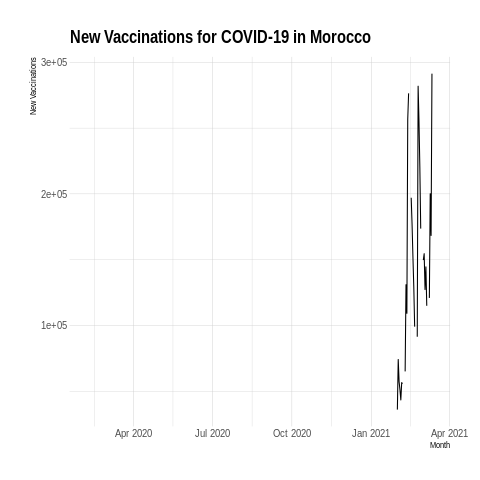 New Vaccinations for COVID-19 in Morocco
New Vaccinations
3e+05
2e+05
1e+05
Apr 2020
Jul 2020
Oct 2020
Jan 2021
Apr 2021
Month